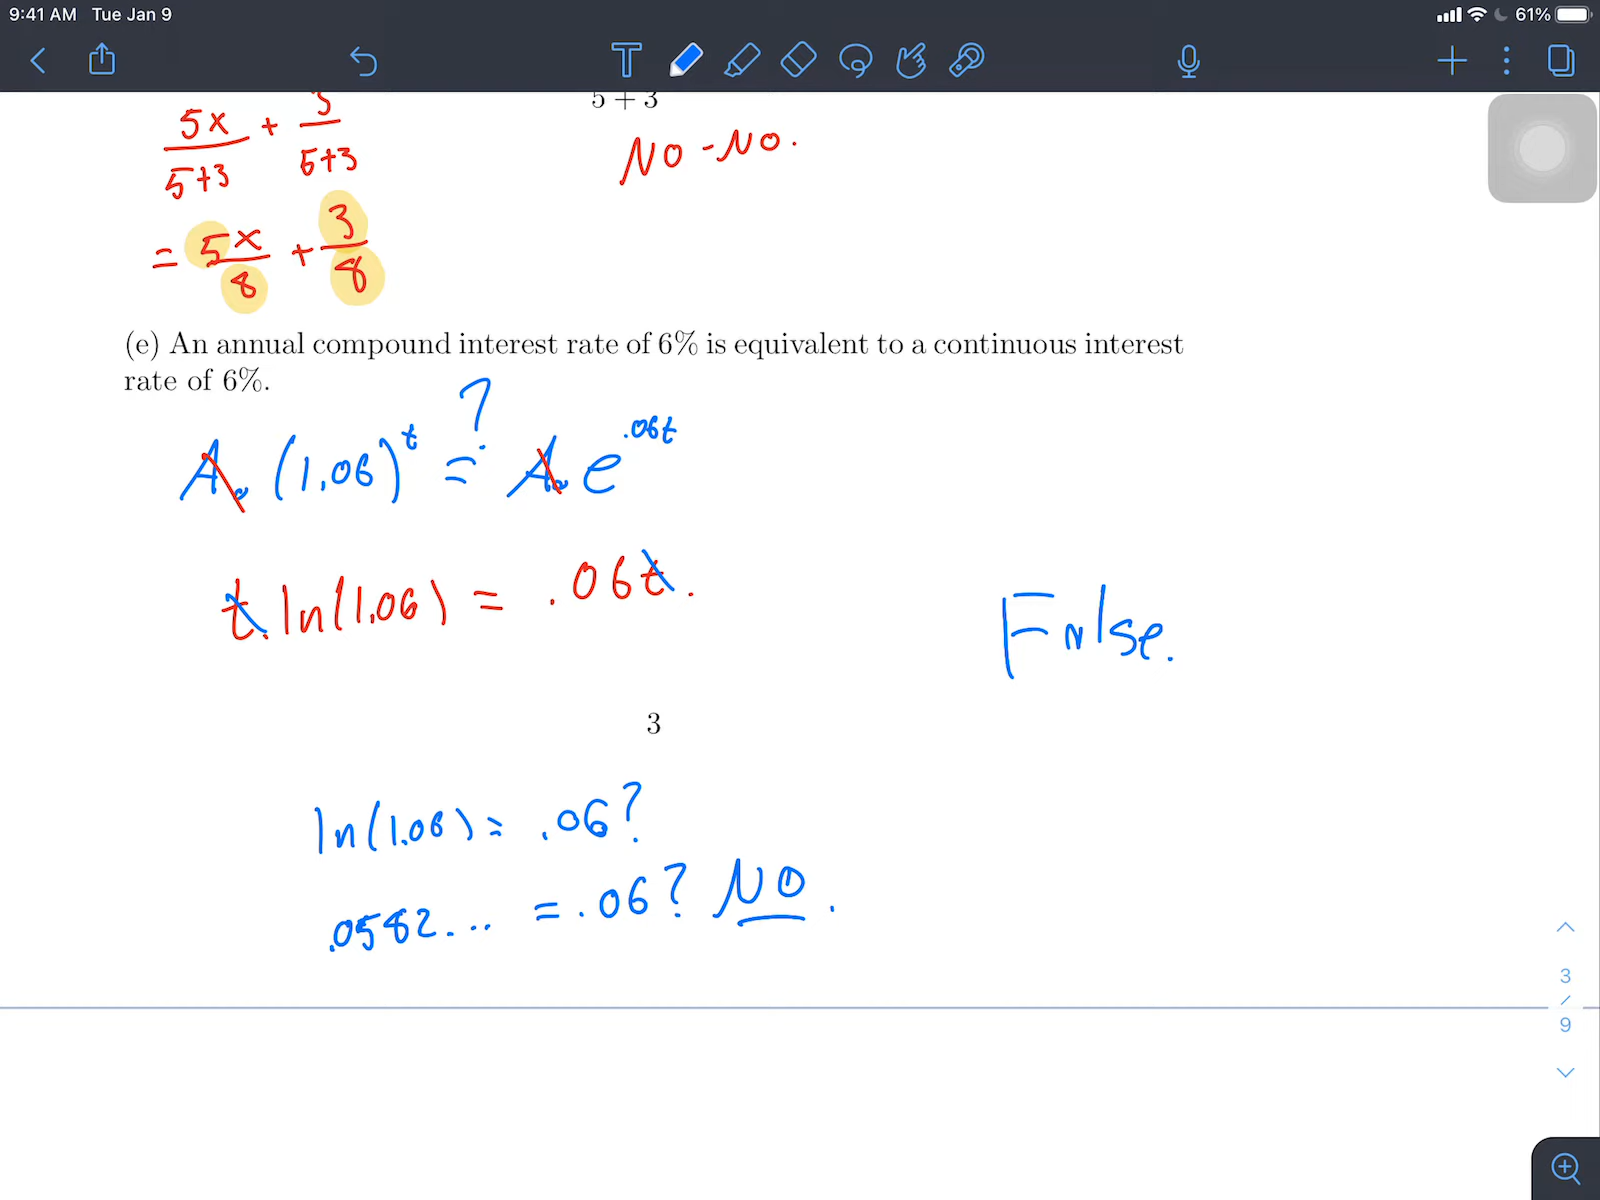 9:41 AM Tue Jan 9
61%
5x/5+3 + 3/5+3
5 + 3
No - No.
= 5x/8 + 3/8
(e) An annual compound interest rate of 6% is equivalent to a continuous interest
rate of 6%.
A₀ (1.06)^t =? A₀ e^.06t
t. ln(1.06) = .06t.
False.
3
ln(1.06) = .06?
.0582... = .06? NO.
3
/
9